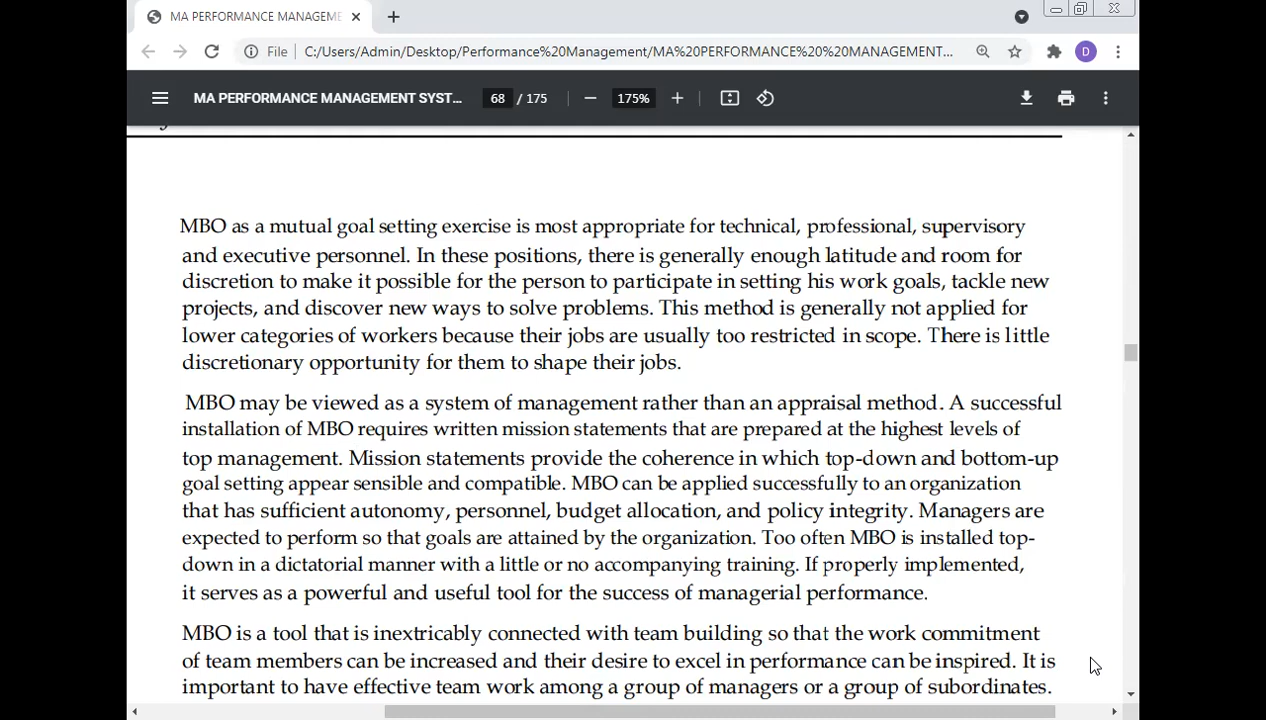 MA PERFORMANCE MANAGEME
File C:/Users/Admin/Desktop/Performance%20Management/MA%20PERFORMANCE%20%20MANAGEMENT...
D
MA PERFORMANCE MANAGEMENT SYST... 68 / 175 175%
MBO as a mutual goal setting exercise is most appropriate for technical, professional, supervisory
and executive personnel. In these positions, there is generally enough latitude and room for
discretion to make it possible for the person to participate in setting his work goals, tackle new
projects, and discover new ways to solve problems. This method is generally not applied for
lower categories of workers because their jobs are usually too restricted in scope. There is little
discretionary opportunity for them to shape their jobs.
MBO may be viewed as a system of management rather than an appraisal method. A successful
installation of MBO requires written mission statements that are prepared at the highest levels of
top management. Mission statements provide the coherence in which top-down and bottom-up
goal setting appear sensible and compatible. MBO can be applied successfully to an organization
that has sufficient autonomy, personnel, budget allocation, and policy integrity. Managers are
expected to perform so that goals are attained by the organization. Too often MBO is installed top-
down in a dictatorial manner with a little or no accompanying training. If properly implemented,
it serves as a powerful and useful tool for the success of managerial performance.
MBO is a tool that is inextricably connected with team building so that the work commitment
of team members can be increased and their desire to excel in performance can be inspired. It is
important to have effective team work among a group of managers or a group of subordinates.